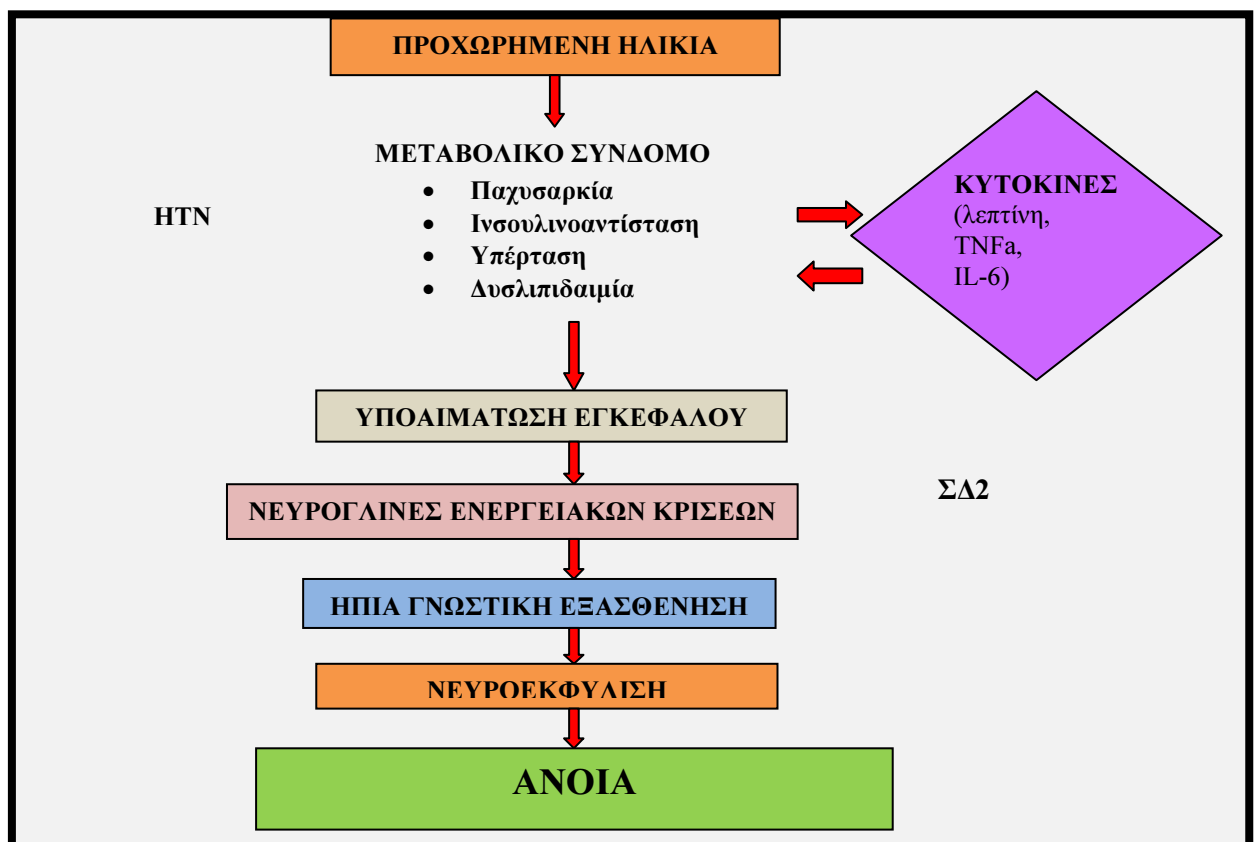 ΠΡΟΧΩΡΗΜΕΝΗ ΗΛΙΚΙΑ
ΜΕΤΑΒΟΛΙΚΟ ΣΥΝΔΟΜΟ
• Παχυσαρκία
• Ινσουλινοαντίσταση
• Υπέρταση
• Δυσλιπιδαιμία
ΗΤΝ
ΚΥΤΟΚΙΝΕΣ
(λεπτίνη,
TNFa,
IL-6)
ΥΠΟΑΙΜΑΤΩΣΗ ΕΓΚΕΦΑΛΟΥ
ΣΔ2
ΝΕΥΡΟΓΛΙΝΕΣ ΕΝΕΡΓΕΙΑΚΩΝ ΚΡΙΣΕΩΝ
ΗΠΙΑ ΓΝΩΣΤΙΚΗ ΕΞΑΣΘΕΝΗΣΗ
ΝΕΥΡΟΕΚΦΥΛΙΣΗ
ΑΝΟΙΑ